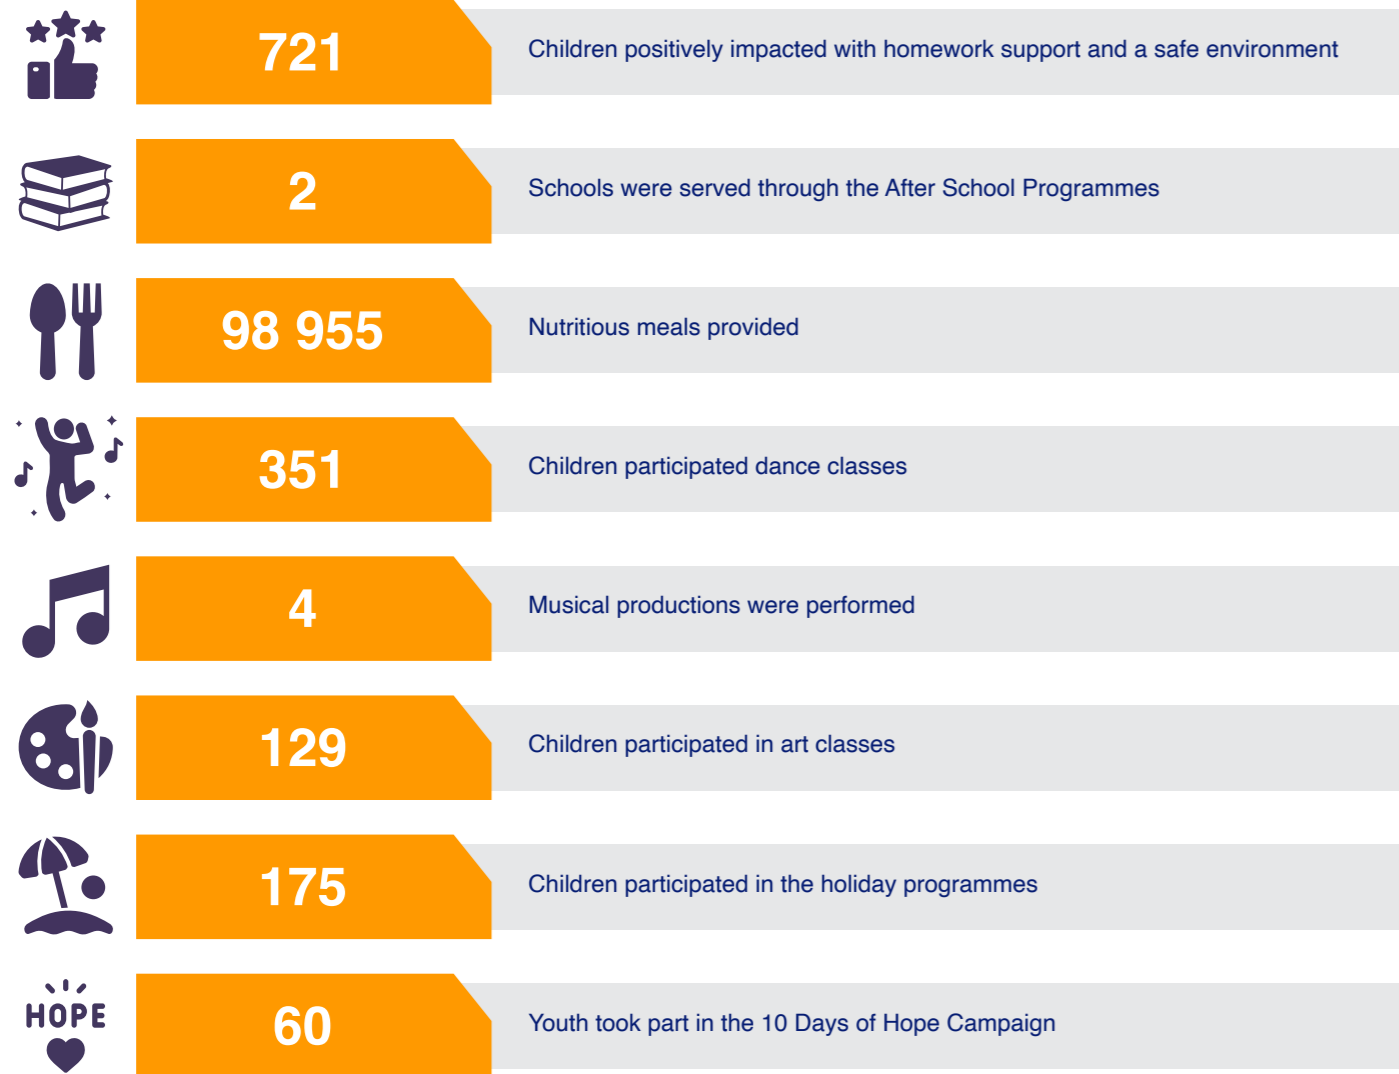 721
Children positively impacted with homework support and a safe environment
2
Schools were served through the After School Programmes
98 955
Nutritious meals provided
351
Children participated dance classes
4
Musical productions were performed
129
Children participated in art classes
175
Children participated in the holiday programmes
HOPE
60
Youth took part in the 10 Days of Hope Campaign